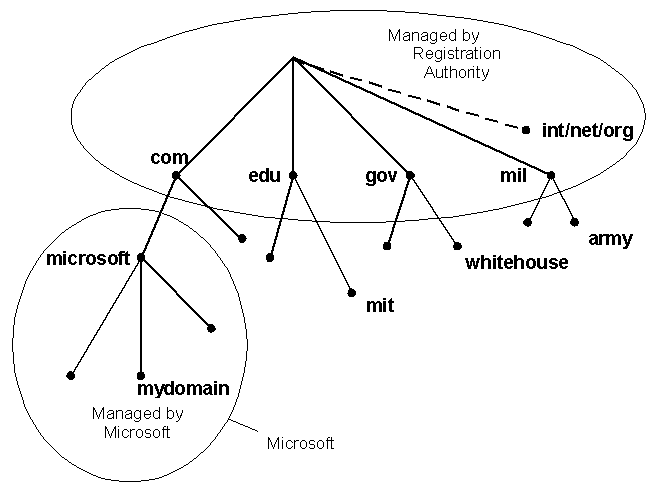 Managed by
Registration
Authority
int/net/org
com
edu
gov
mil
army
microsoft
whitehouse
mit
mydomain
Managed by
Microsoft
Microsoft